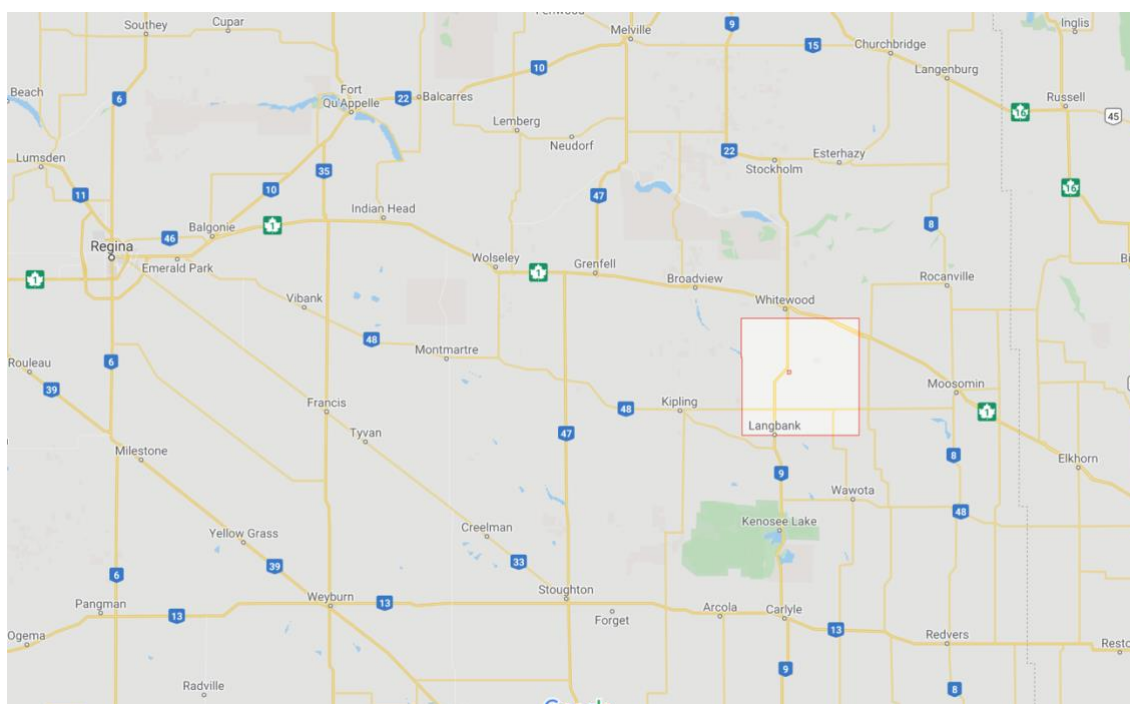 Southey
Cupar
Melville
9
15
Churchbridge
Inglis
10
Langenburg
Beach
6
Fort
Qu'Appelle
22
Balcarres
Russell
16
45
Lemberg
Neudorf
22
Lumsden
Stockholm
Esterhazy
35
16
11
10
47
Indian Head
8
Balgonie
1
46
Regina
Emerald Park
Wolseley
Grenfell
1
1
Broadview
Rocanville
Vibank
Whitewood
48
Montmartre
6
Rouleau
39
Moosomin
Kipling
48
1
Francis
Langbank
Tyvan
47
Milestone
8
Elkhorn
9
Wawota
48
Creelman
Kenosee Lake
Yellow Grass
33
39
6
Stoughton
Weyburn
13
Pangman
13
Forget
Arcola
Carlyle
13
Redvers
Ogema
Resto
9
Radville
8